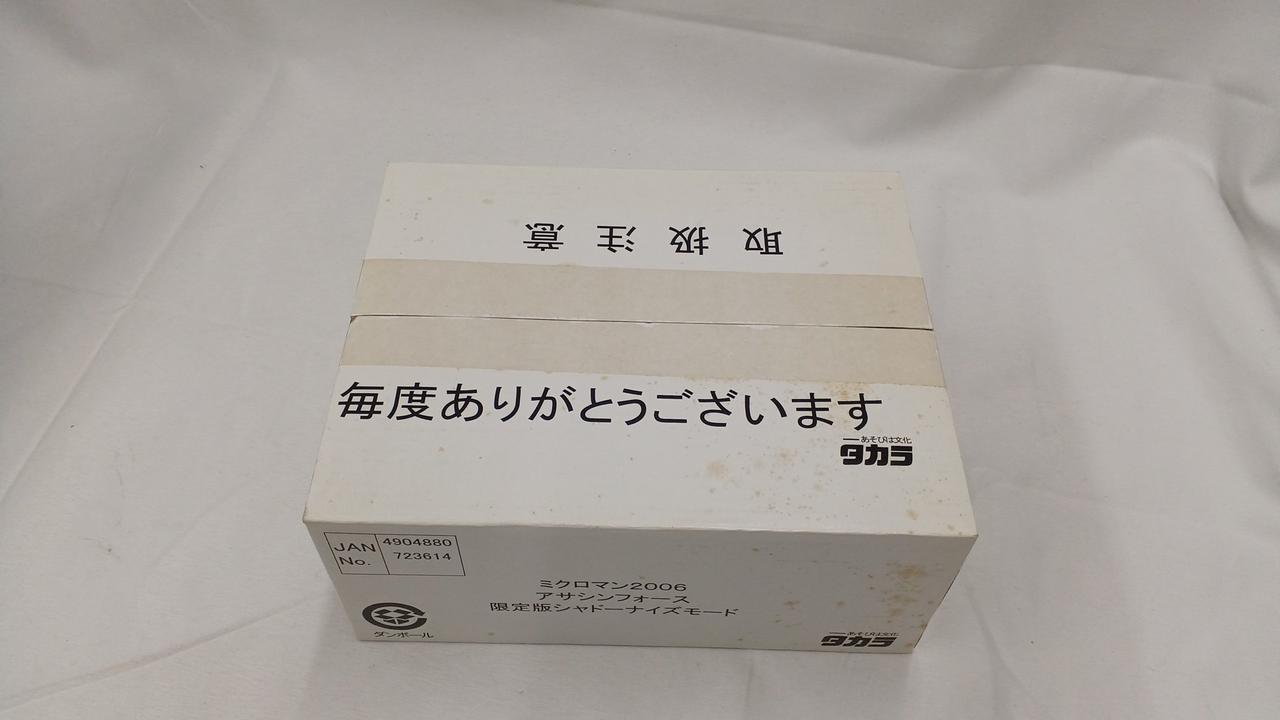 取扱注意
毎度ありがとうございます
あそびは文化
タカラ
JAN No.
4904880
723614
ミクロマン2006
アサシンフォース
限定版シャドーナイズモード
ダンボール
あそびは文化
タカラ